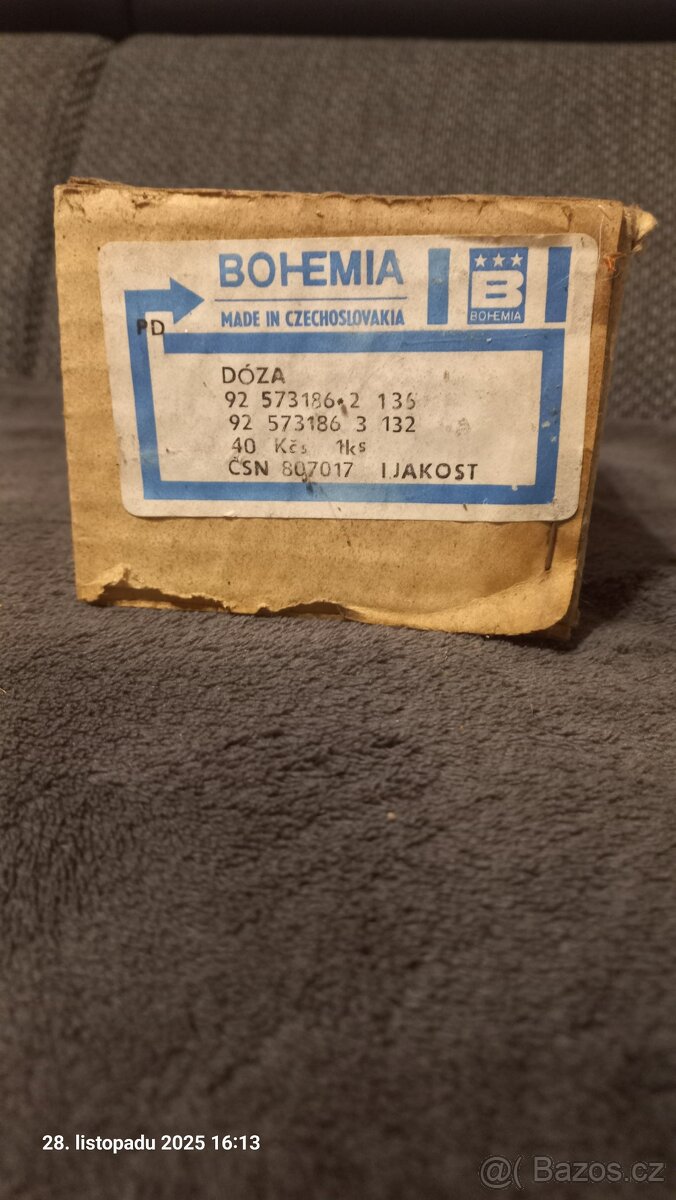 BOHEMIA
MADE IN CZECHOSLOVAKIA
B
BOHEMIA
PD
DÓZA
92 573186 2 136
92 573186 3 132
40 Kčs 1ks
ČSN 807017 I JAKOST
28. listopadu 2025 16:13
@( Bazos.cz